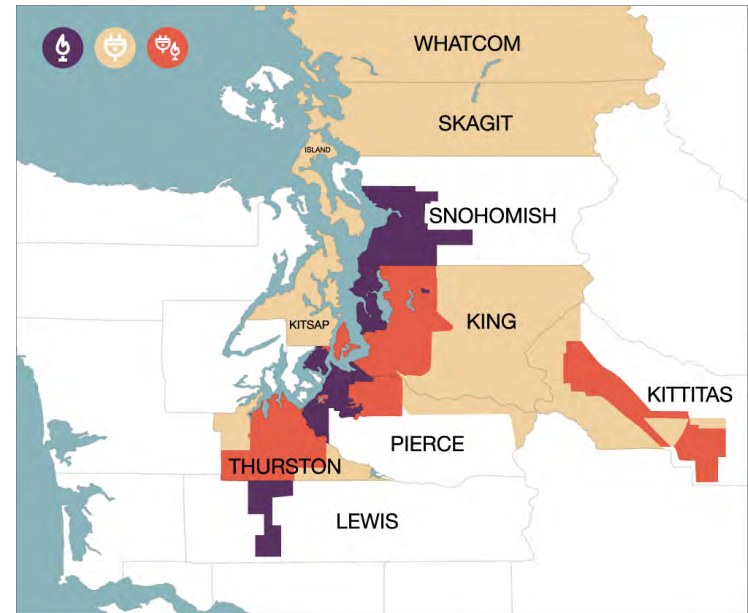 WHATCOM
SKAGIT
ISLAND
SNOHOMISH
KING
KITSAP
KITTITAS
PIERCE
THURSTON
LEWIS